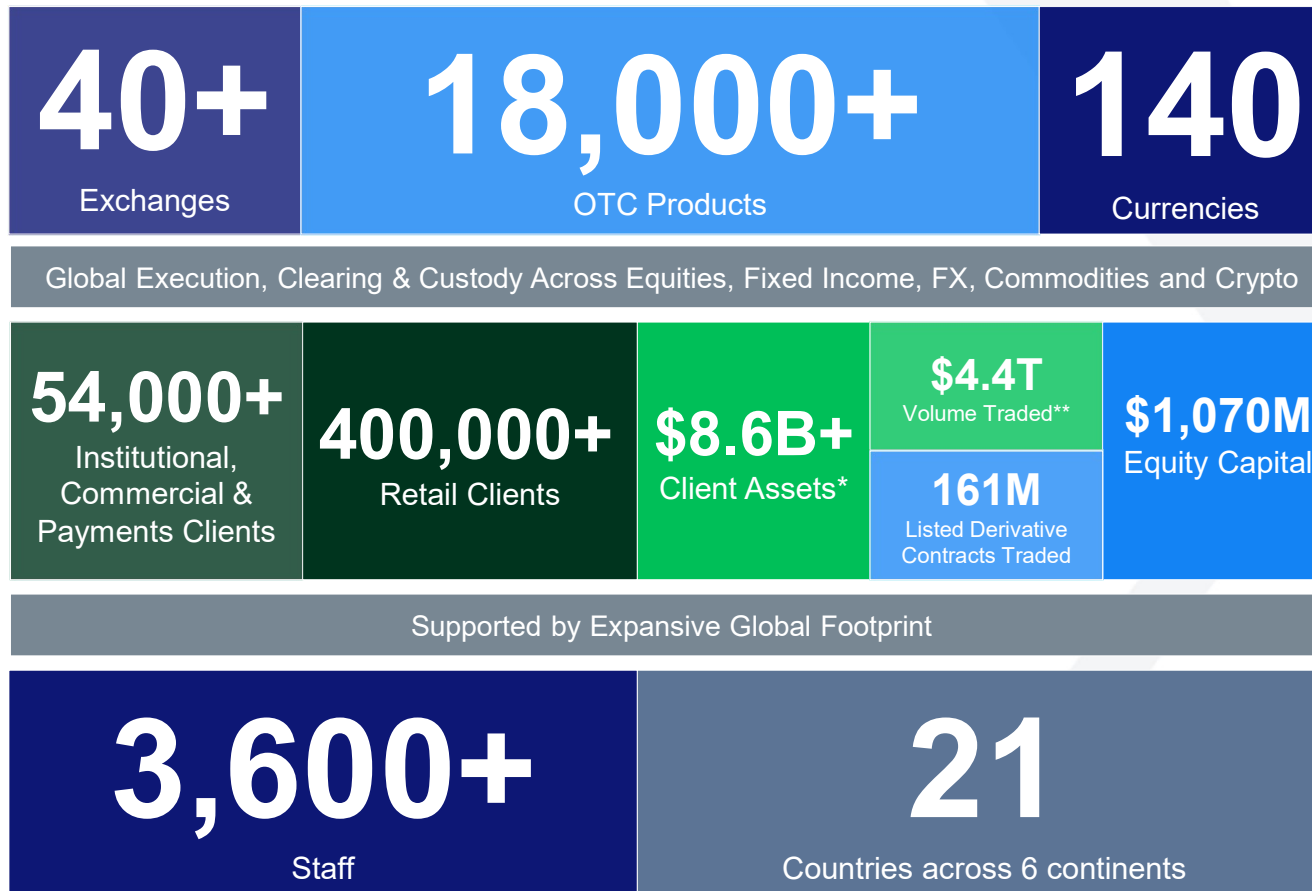 40+
Exchanges
18,000+
OTC Products
140
Currencies
Global Execution, Clearing & Custody Across Equities, Fixed Income, FX, Commodities and Crypto
54,000+
Institutional,
Commercial &
Payments Clients
400,000+
Retail Clients
$8.6B+
Client Assets*
$4.4T
Volume Traded**
161M
Listed Derivative
Contracts Traded
$1,070M
Equity Capital
Supported by Expansive Global Footprint
3,600+
Staff
21
Countries across 6 continents